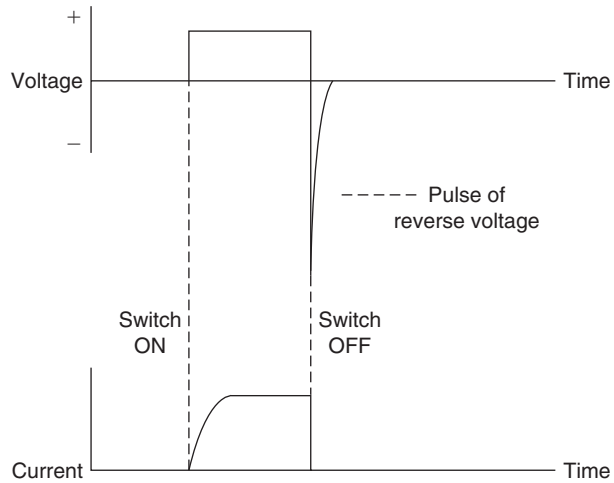 +
Voltage
Time
−
Pulse of
reverse voltage
Switch
ON
Switch
OFF
Current
Time